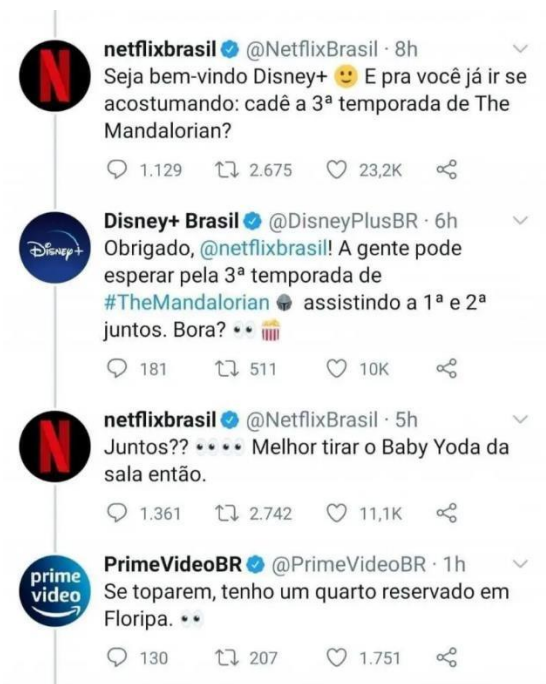 netflixbrasil @NetflixBrasil · 8h
Seja bem-vindo Disney+ 🙂 E pra você já ir se
acostumando: cadê a 3ª temporada de The
Mandalorian?
1.129 2.675 23,2K
Disney+ Brasil @DisneyPlusBR · 6h
Disney+
Obrigado, @netflixbrasil! A gente pode
esperar pela 3ª temporada de
#TheMandalorian assistindo a 1ª e 2ª
juntos. Bora? 👀 🍿
181 511 10K
netflixbrasil @NetflixBrasil · 5h
Juntos?? 👀👀 Melhor tirar o Baby Yoda da
sala então.
1.361 2.742 11,1K
PrimeVideoBR @PrimeVideoBR · 1h
prime
video
Se toparem, tenho um quarto reservado em
Floripa. 👀
130 207 1.751